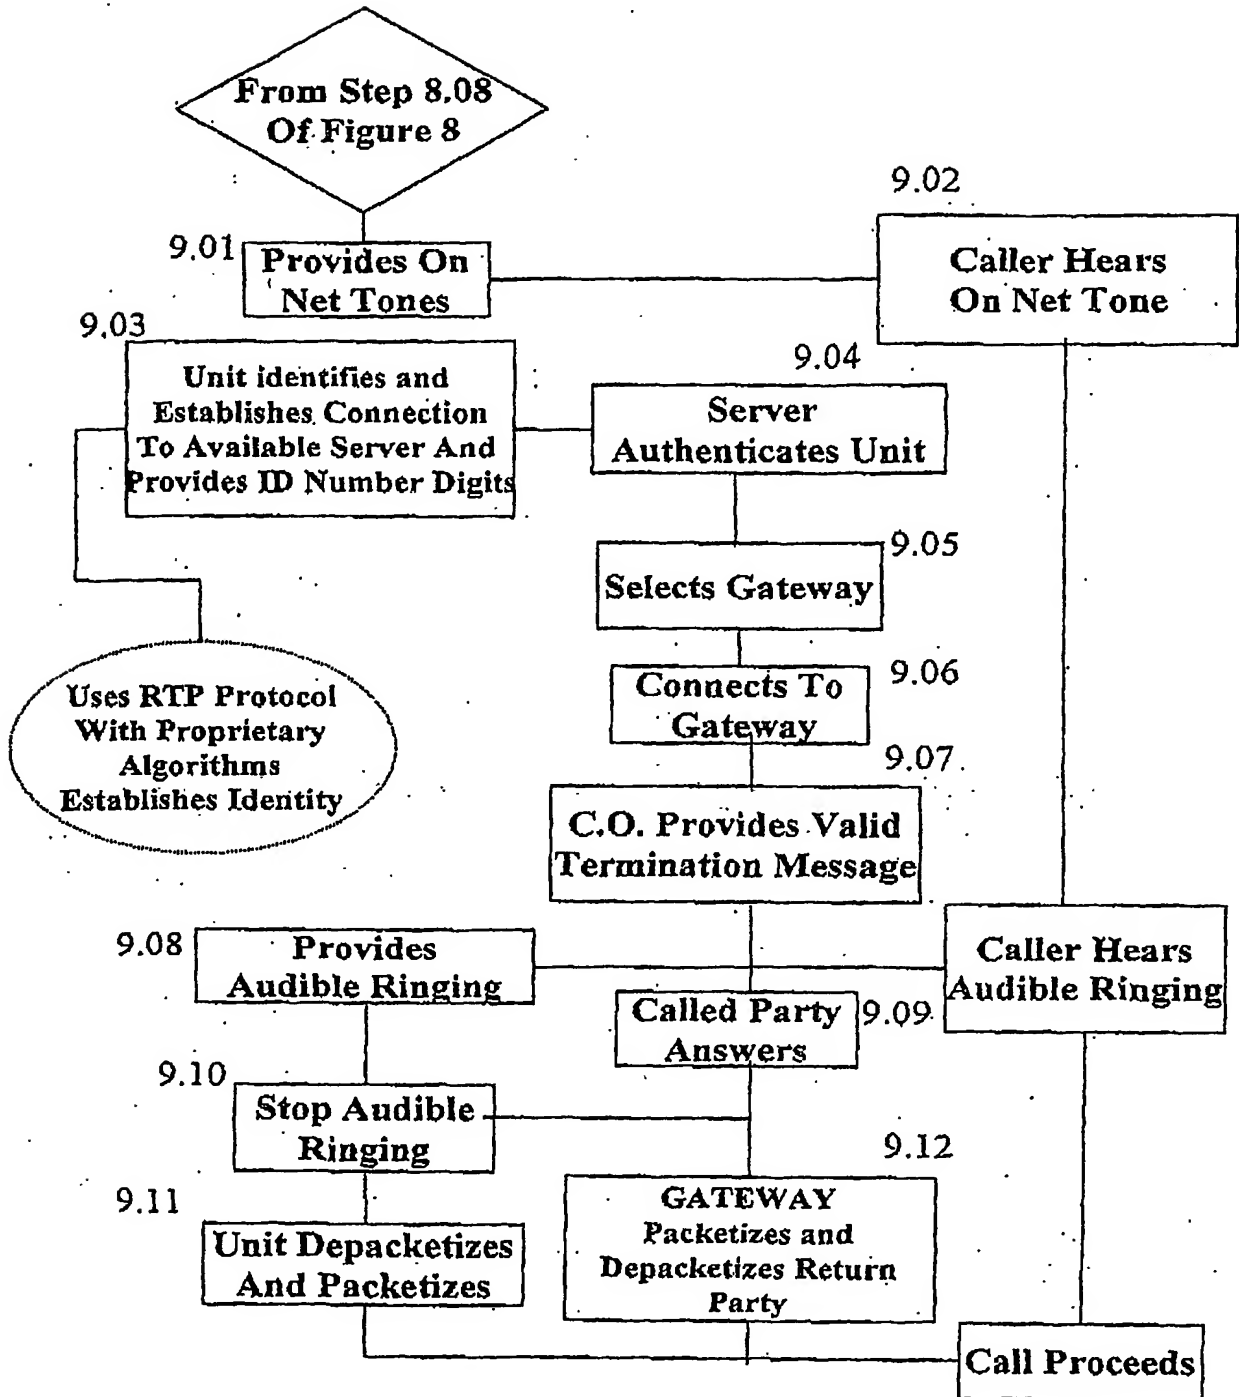 From Step 8.08
Of Figure 8
9.02
9.01
Provides On
Net Tones
Caller Hears
On Net Tone
9.03
Unit identifies and
Establishes Connection
To Available Server And
Provides ID Number Digits
9.04
Server
Authenticates Unit
9.05
Selects Gateway
9.06
Connects To
Gateway
Uses RTP Protocol
With Proprietary
Algorithms
Establishes Identity
9.07
C.O. Provides Valid
Termination Message
9.08
Provides
Audible Ringing
Caller Hears
Audible Ringing
Called Party
Answers
9.09
9.10
Stop Audible
Ringing
9.12
9.11
Unit Depacketizes
And Packetizes
GATEWAY
Packetizes and
Depacketizes Return
Party
Call Proceeds